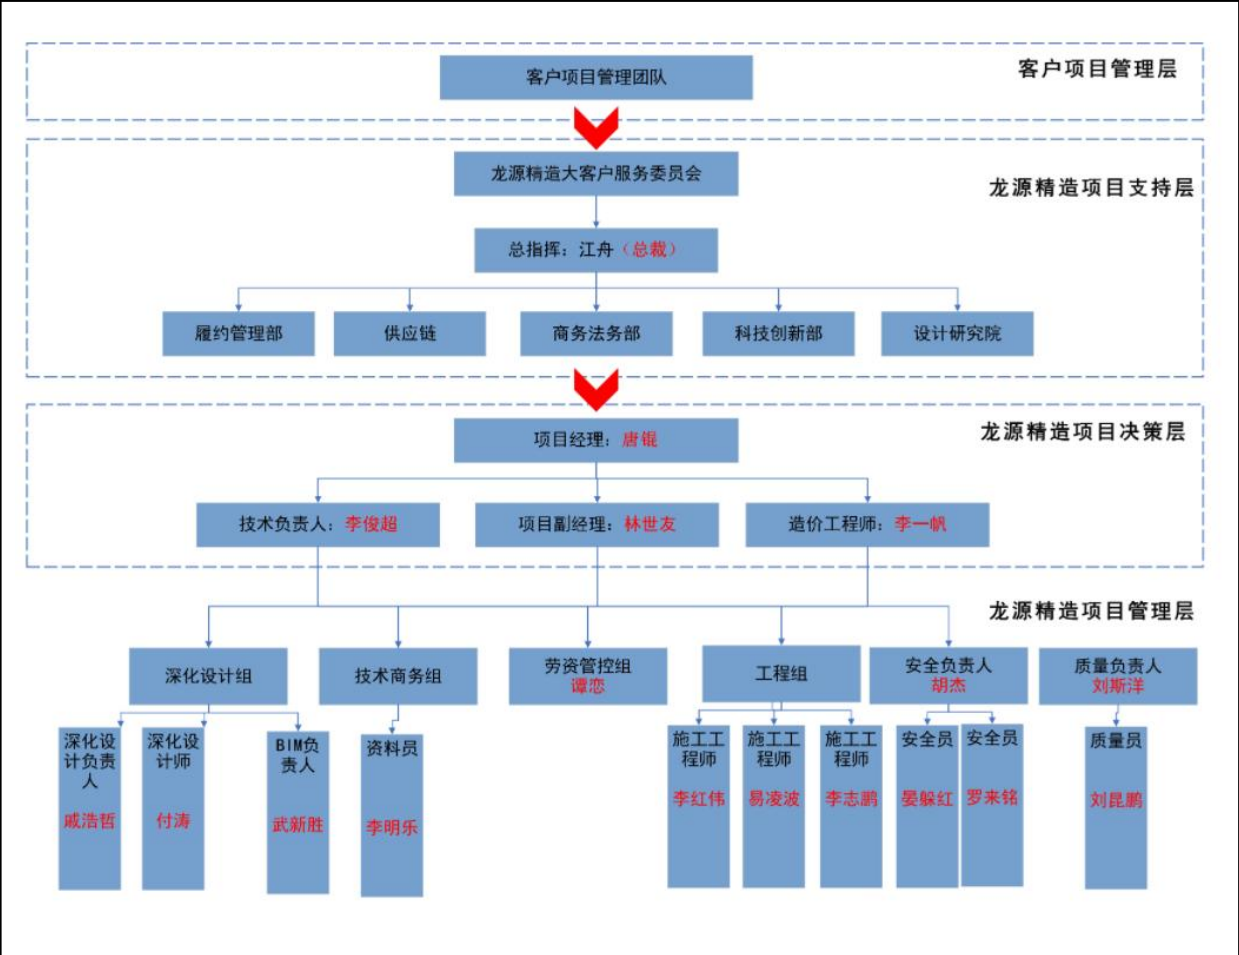 客户项目管理层
客户项目管理团队
龙源精造大客户服务委员会
龙源精造项目支持层
总指挥：江舟（总裁）
履约管理部
供应链
商务法务部
科技创新部
设计研究院
龙源精造项目决策层
项目经理：唐锟
技术负责人：李俊超
项目副经理：林世友
造价工程师：李一帆
龙源精造项目管理层
深化设计组
技术商务组
劳资管控组
谭恋
工程组
安全负责人
胡杰
质量负责人
刘斯洋
深化设
计负责
人
戚浩哲
深化设
计师
付涛
BIM负
责人
武新胜
资料员
李明乐
施工工
程师
李红伟
施工工
程师
易凌波
施工工
程师
李志鹏
安全员
晏躲红
安全员
罗来铭
质量员
刘昆鹏